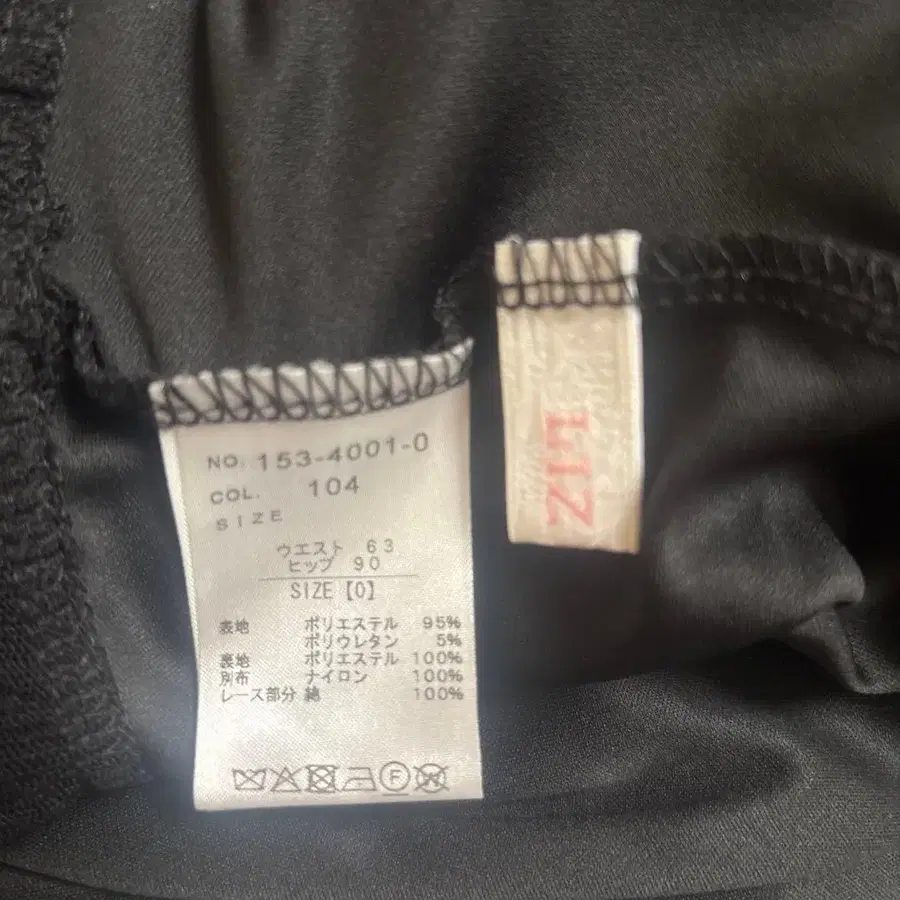 NO. 153-4001-0
COL. 104
SIZE
ウエスト 63
ヒップ 90
SIZE【0】
表地 ポリエステル 95%
ポリウレタン 5%
裏地 ポリエステル 100%
別布 ナイロン 100%
レース部分 綿 100%
F
W
LIZ